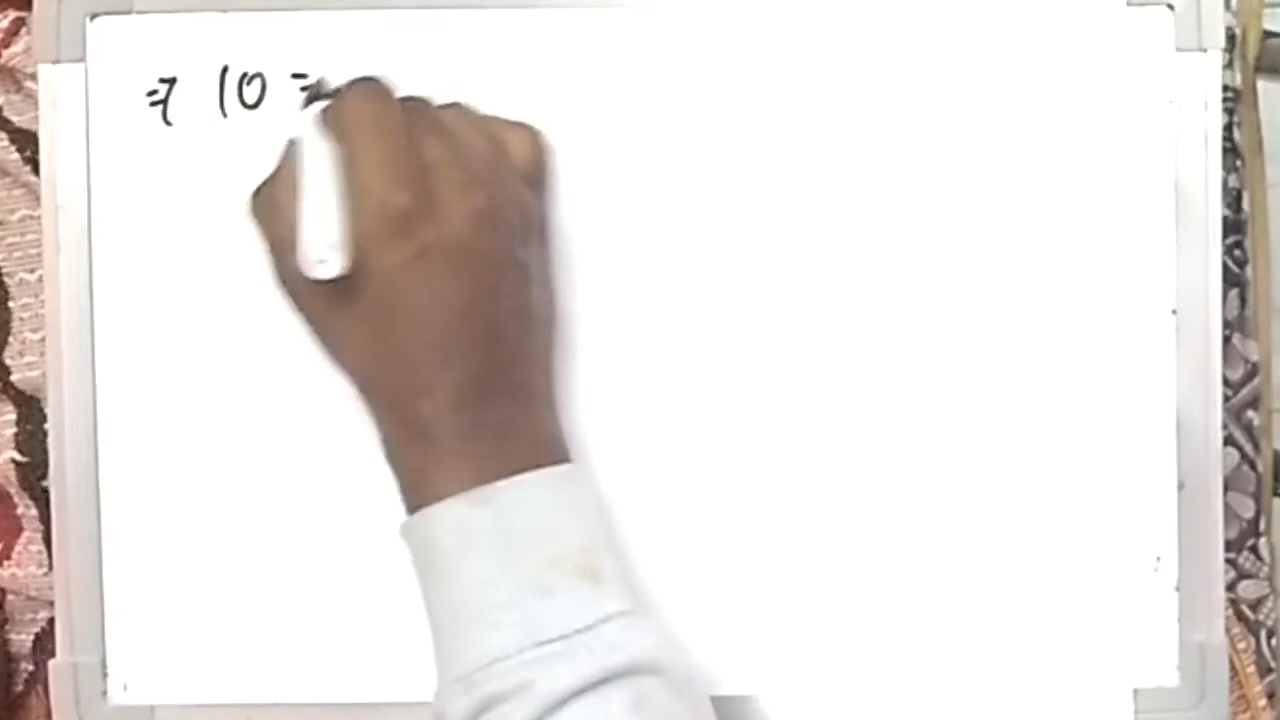 ⇒ 10 =